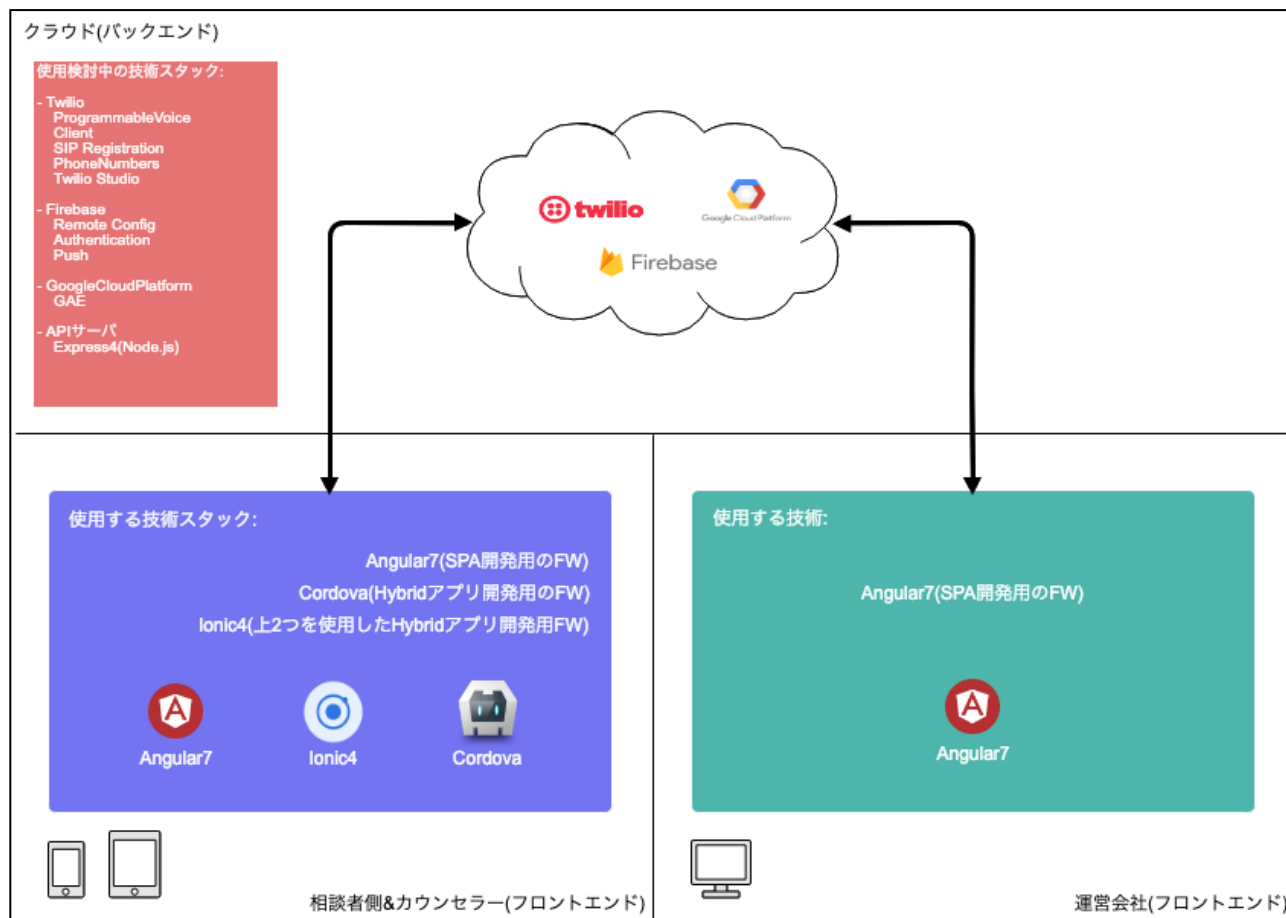 クラウド(バックエンド)
使用検討中の技術スタック:
- Twilio
ProgrammableVoice
Client
SIP Registration
PhoneNumbers
Twilio Studio
- Firebase
Remote Config
Authentication
Push
- GoogleCloudPlatform
GAE
- APIサーバ
Express4(Node.js)
twilio
Google Cloud Platform
Firebase
使用する技術スタック:
Angular7(SPA開発用のFW)
Cordova(Hybridアプリ開発用のFW)
Ionic4(上2つを使用したHybridアプリ開発用FW)
Angular7
Ionic4
Cordova
相談者側&カウンセラー(フロントエンド)
使用する技術:
Angular7(SPA開発用のFW)
Angular7
運営会社(フロントエンド)